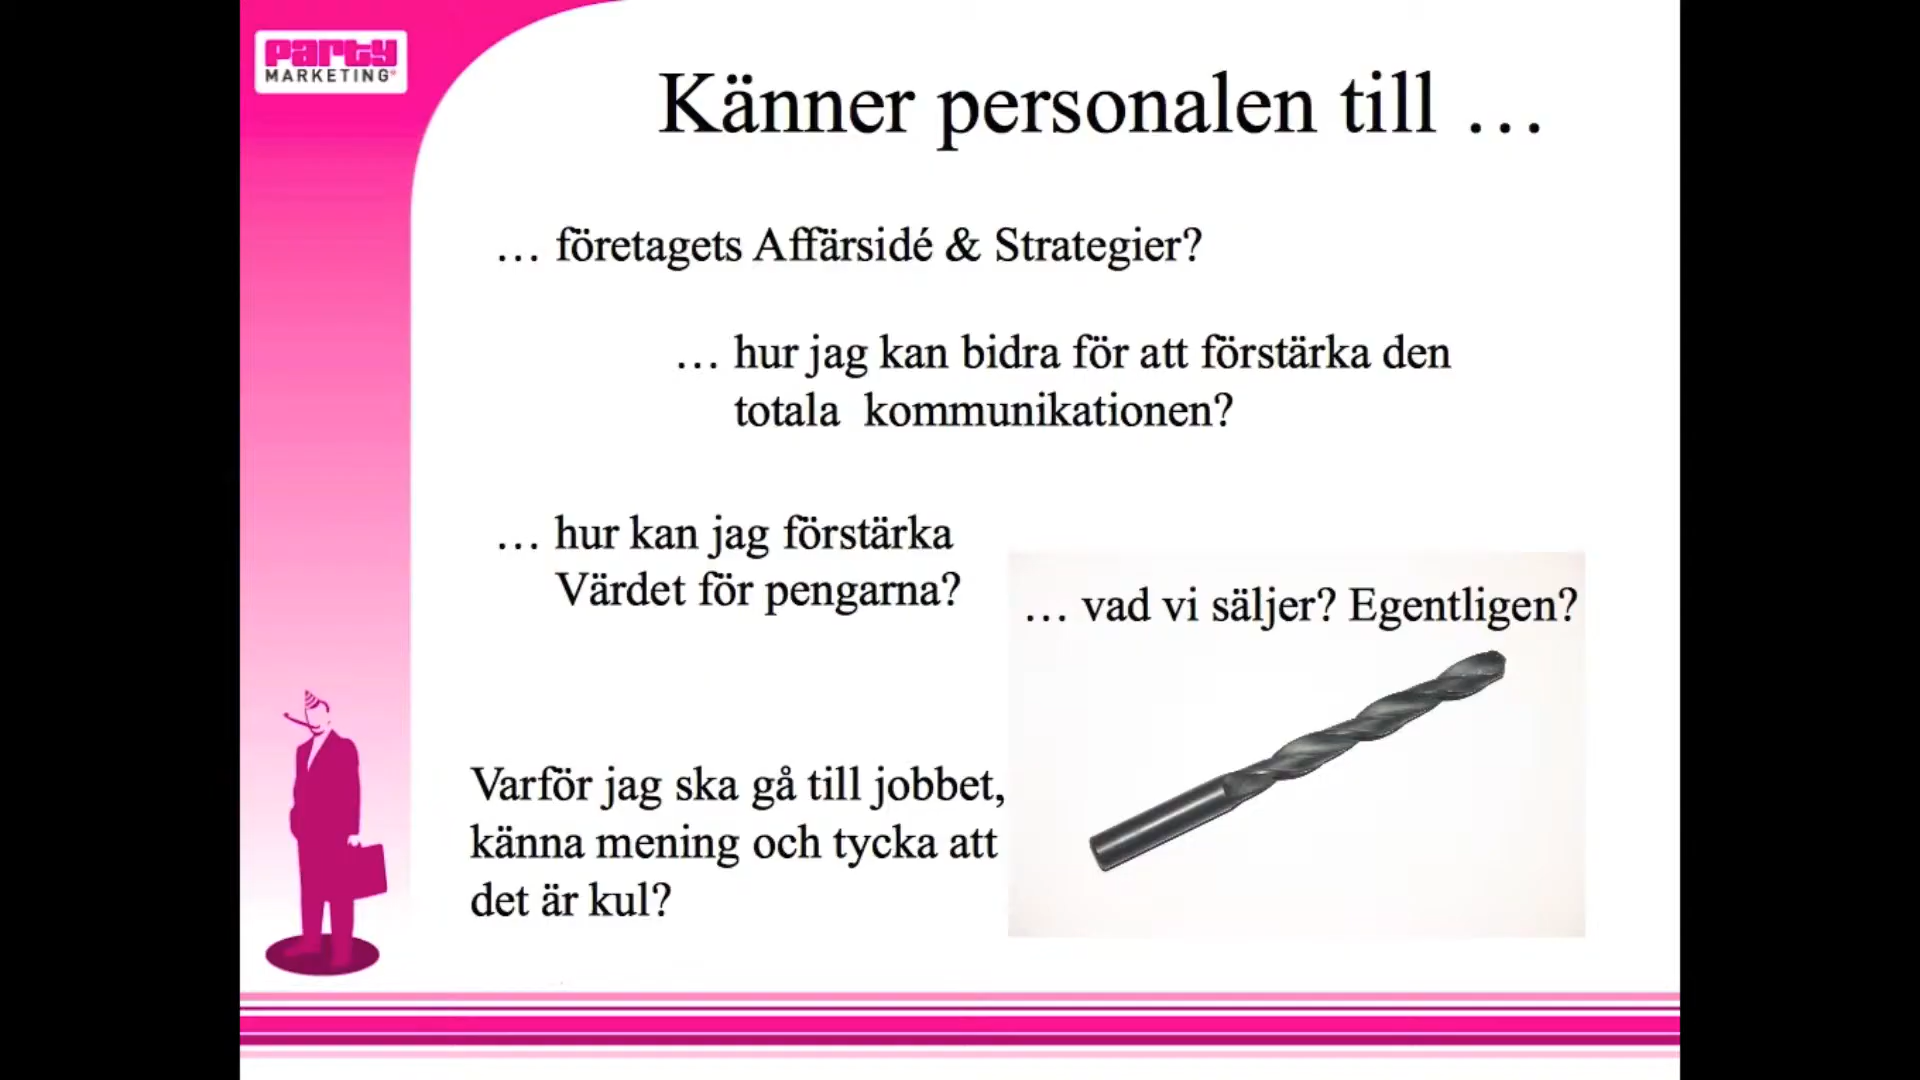 Party
MARKETING®
Känner personalen till …
… företagets Affärsidé & Strategier?
… hur jag kan bidra för att förstärka den
totala kommunikationen?
… hur kan jag förstärka
Värdet för pengarna?
… vad vi säljer? Egentligen?
Varför jag ska gå till jobbet,
känna mening och tycka att
det är kul?